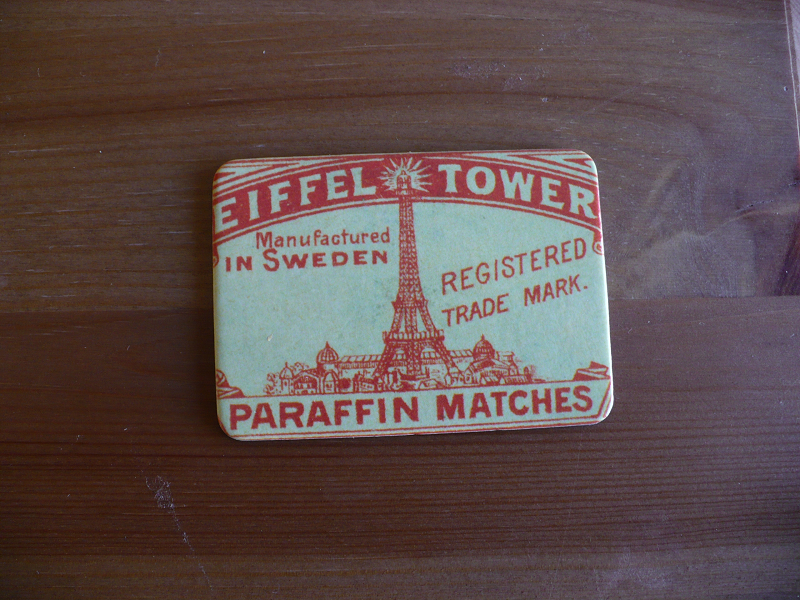 EIFFEL TOWER
Manufactured
IN SWEDEN
REGISTERED
TRADE MARK.
PARAFFIN MATCHES